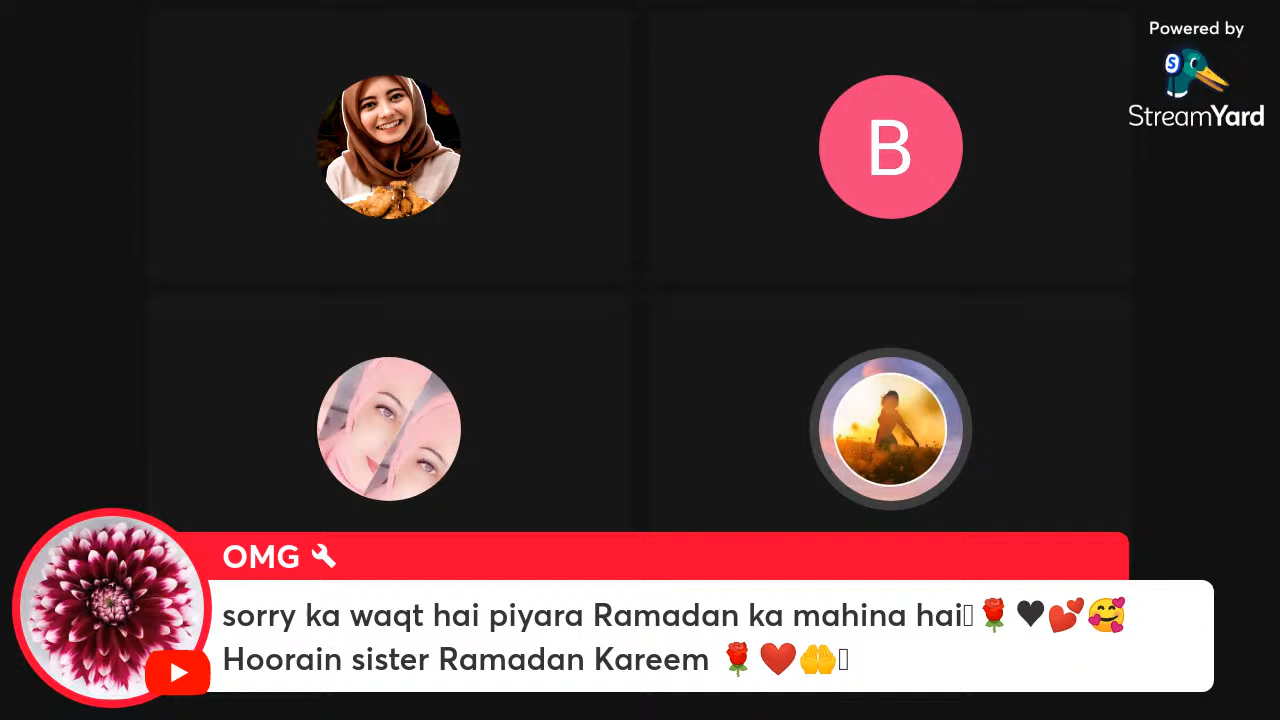 Powered by
StreamYard
B
OMG
sorry ka waqt hai piyara Ramadan ka mahina hai🌹🖤💕🥰
Hoorain sister Ramadan Kareem 🌹❤️🤲